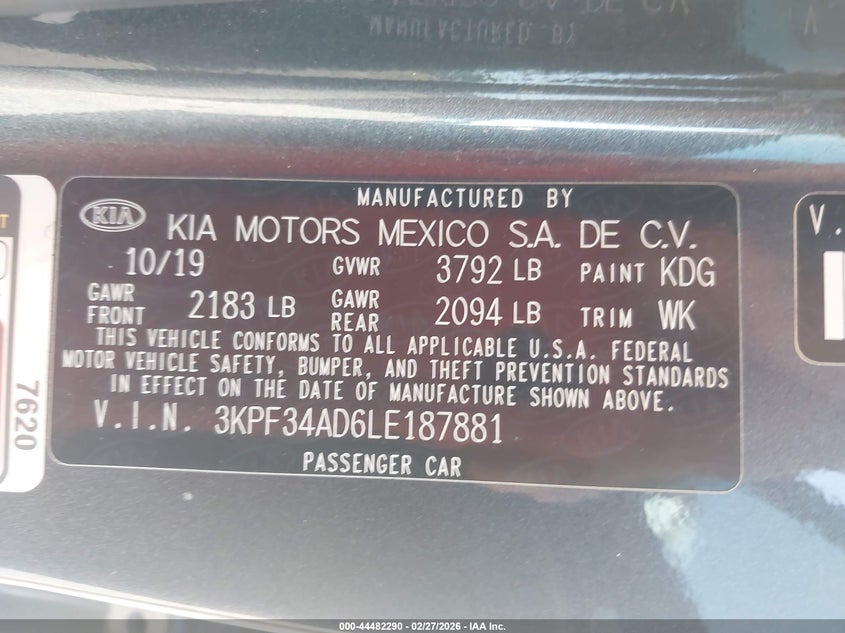 MANUFACTURED BY
KIA
KIA MOTORS MEXICO S.A. DE C.V.
10/19 GVWR 3792 LB PAINT KDG
GAWR FRONT 2183 LB GAWR REAR 2094 LB TRIM WK
THIS VEHICLE CONFORMS TO ALL APPLICABLE U.S.A. FEDERAL
MOTOR VEHICLE SAFETY, BUMPER, AND THEFT PREVENTION STANDARDS
IN EFFECT ON THE DATE OF MANUFACTURE SHOWN ABOVE.
V.I.N. 3KPF34AD6LE187881
PASSENGER CAR
7620
V.
000-44482290 - 02/27/2026 - IAA Inc.